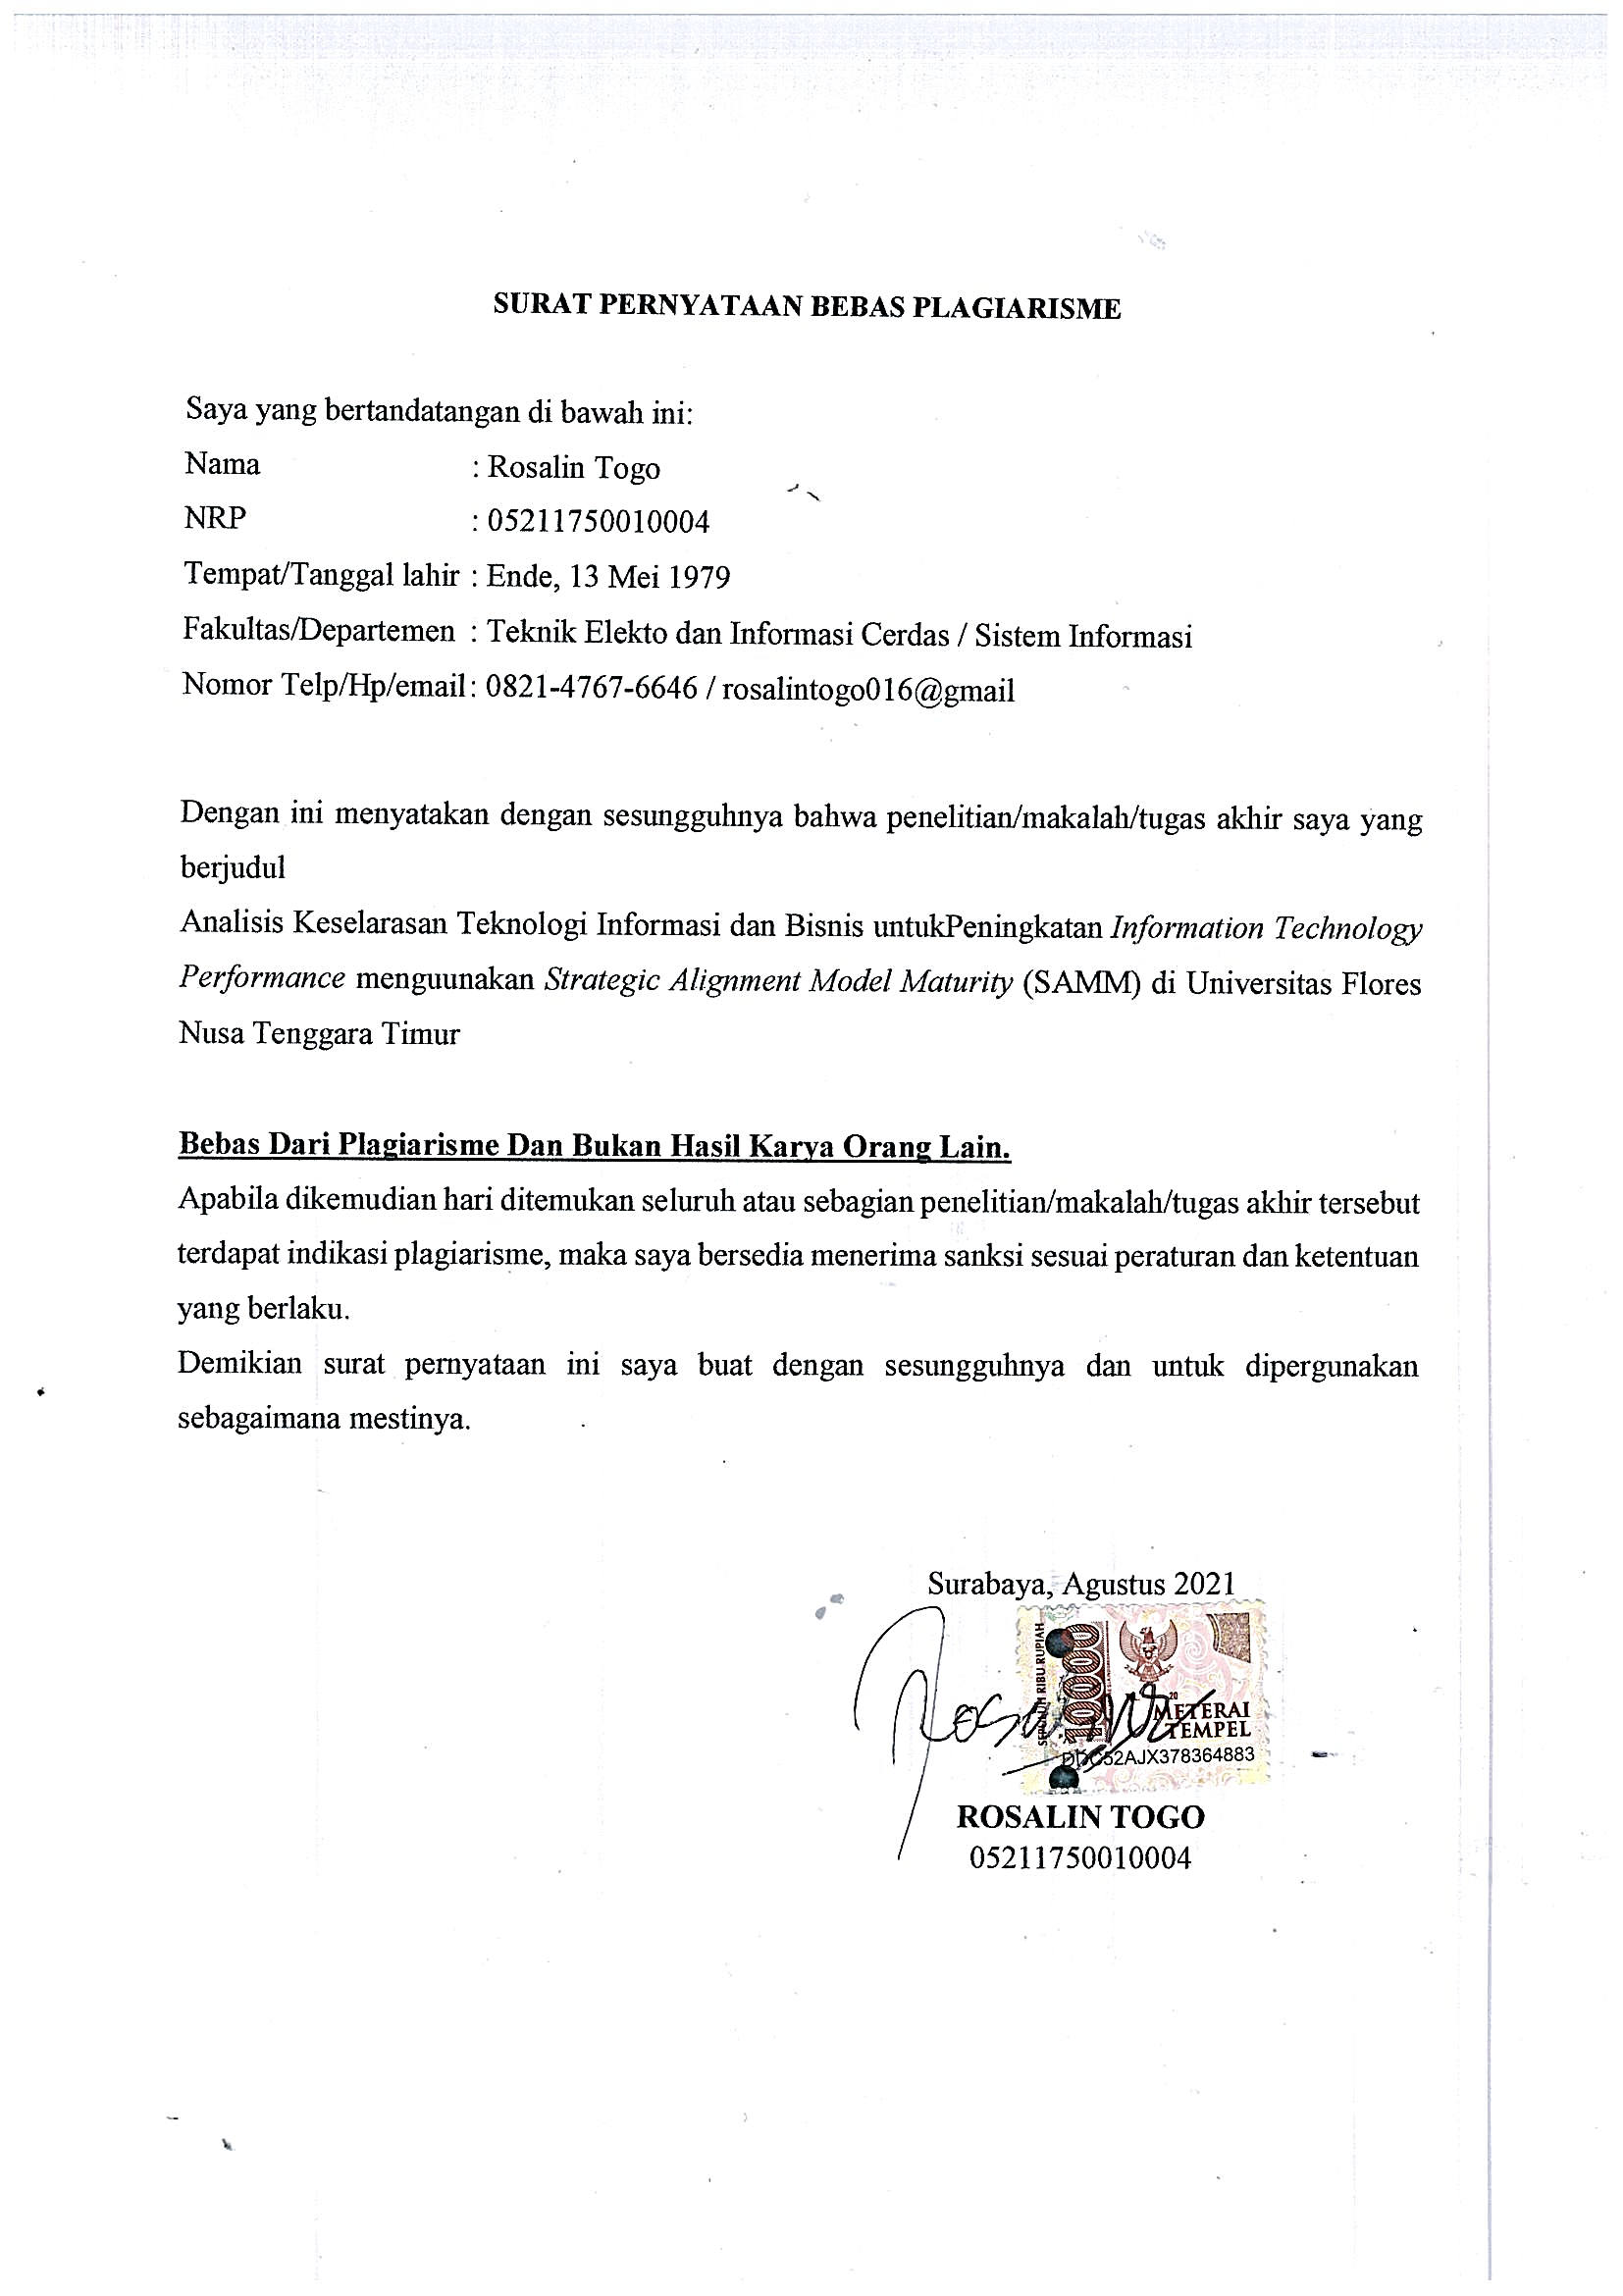 SURAT PERNYATAAN BEBAS PLAGIARISME
Saya yang bertandatangan di bawah ini:
Nama : Rosalin Togo
NRP : 05211750010004
Tempat/Tanggal lahir : Ende, 13 Mei 1979
Fakultas/Departemen : Teknik Elekto dan Informasi Cerdas / Sistem Informasi
Nomor Telp/Hp/email : 0821-4767-6646 / rosalintogo016@gmail
Dengan ini menyatakan dengan sesungguhnya bahwa penelitian/makalah/tugas akhir saya yang
berjudul
Analisis Keselarasan Teknologi Informasi dan Bisnis untukPeningkatan Information Technology
Performance menguunakan Strategic Alignment Model Maturity (SAMM) di Universitas Flores
Nusa Tenggara Timur
Bebas Dari Plagiarisme Dan Bukan Hasil Karya Orang Lain.
Apabila dikemudian hari ditemukan seluruh atau sebagian penelitian/makalah/tugas akhir tersebut
terdapat indikasi plagiarisme, maka saya bersedia menerima sanksi sesuai peraturan dan ketentuan
yang berlaku.
Demikian surat pernyataan ini saya buat dengan sesungguhnya dan untuk dipergunakan
sebagaimana mestinya.
Surabaya, Agustus 2021
RIBU RUPIAH
10000
METERAI
TEMPEL
ROSALIN TOGO
05211750010004